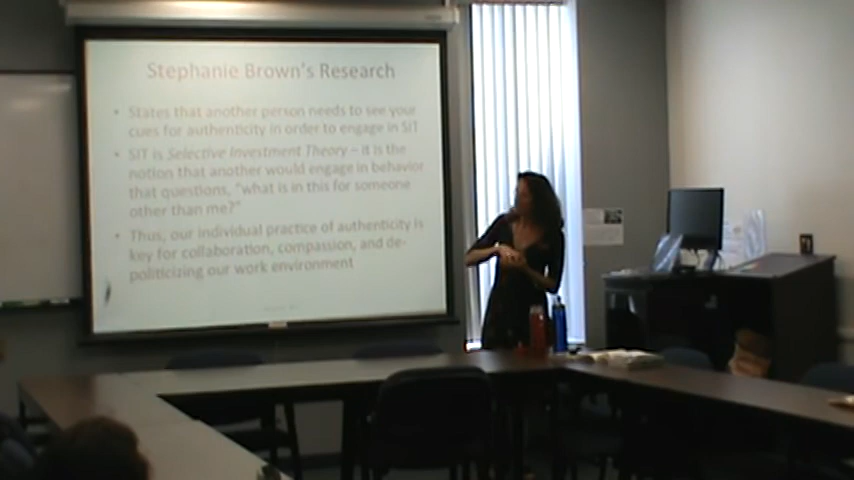 Stephanie Brown's Research
• States that another person needs to see your
cues for authenticity in order to engage in SIT
• SIT is Selective Investment Theory – it is the
notion that another would engage in behavior
that questions, "what is in this for someone
other than me?"
• Thus, our individual practice of authenticity is
key for collaboration, compassion, and de-
politicizing our work environment